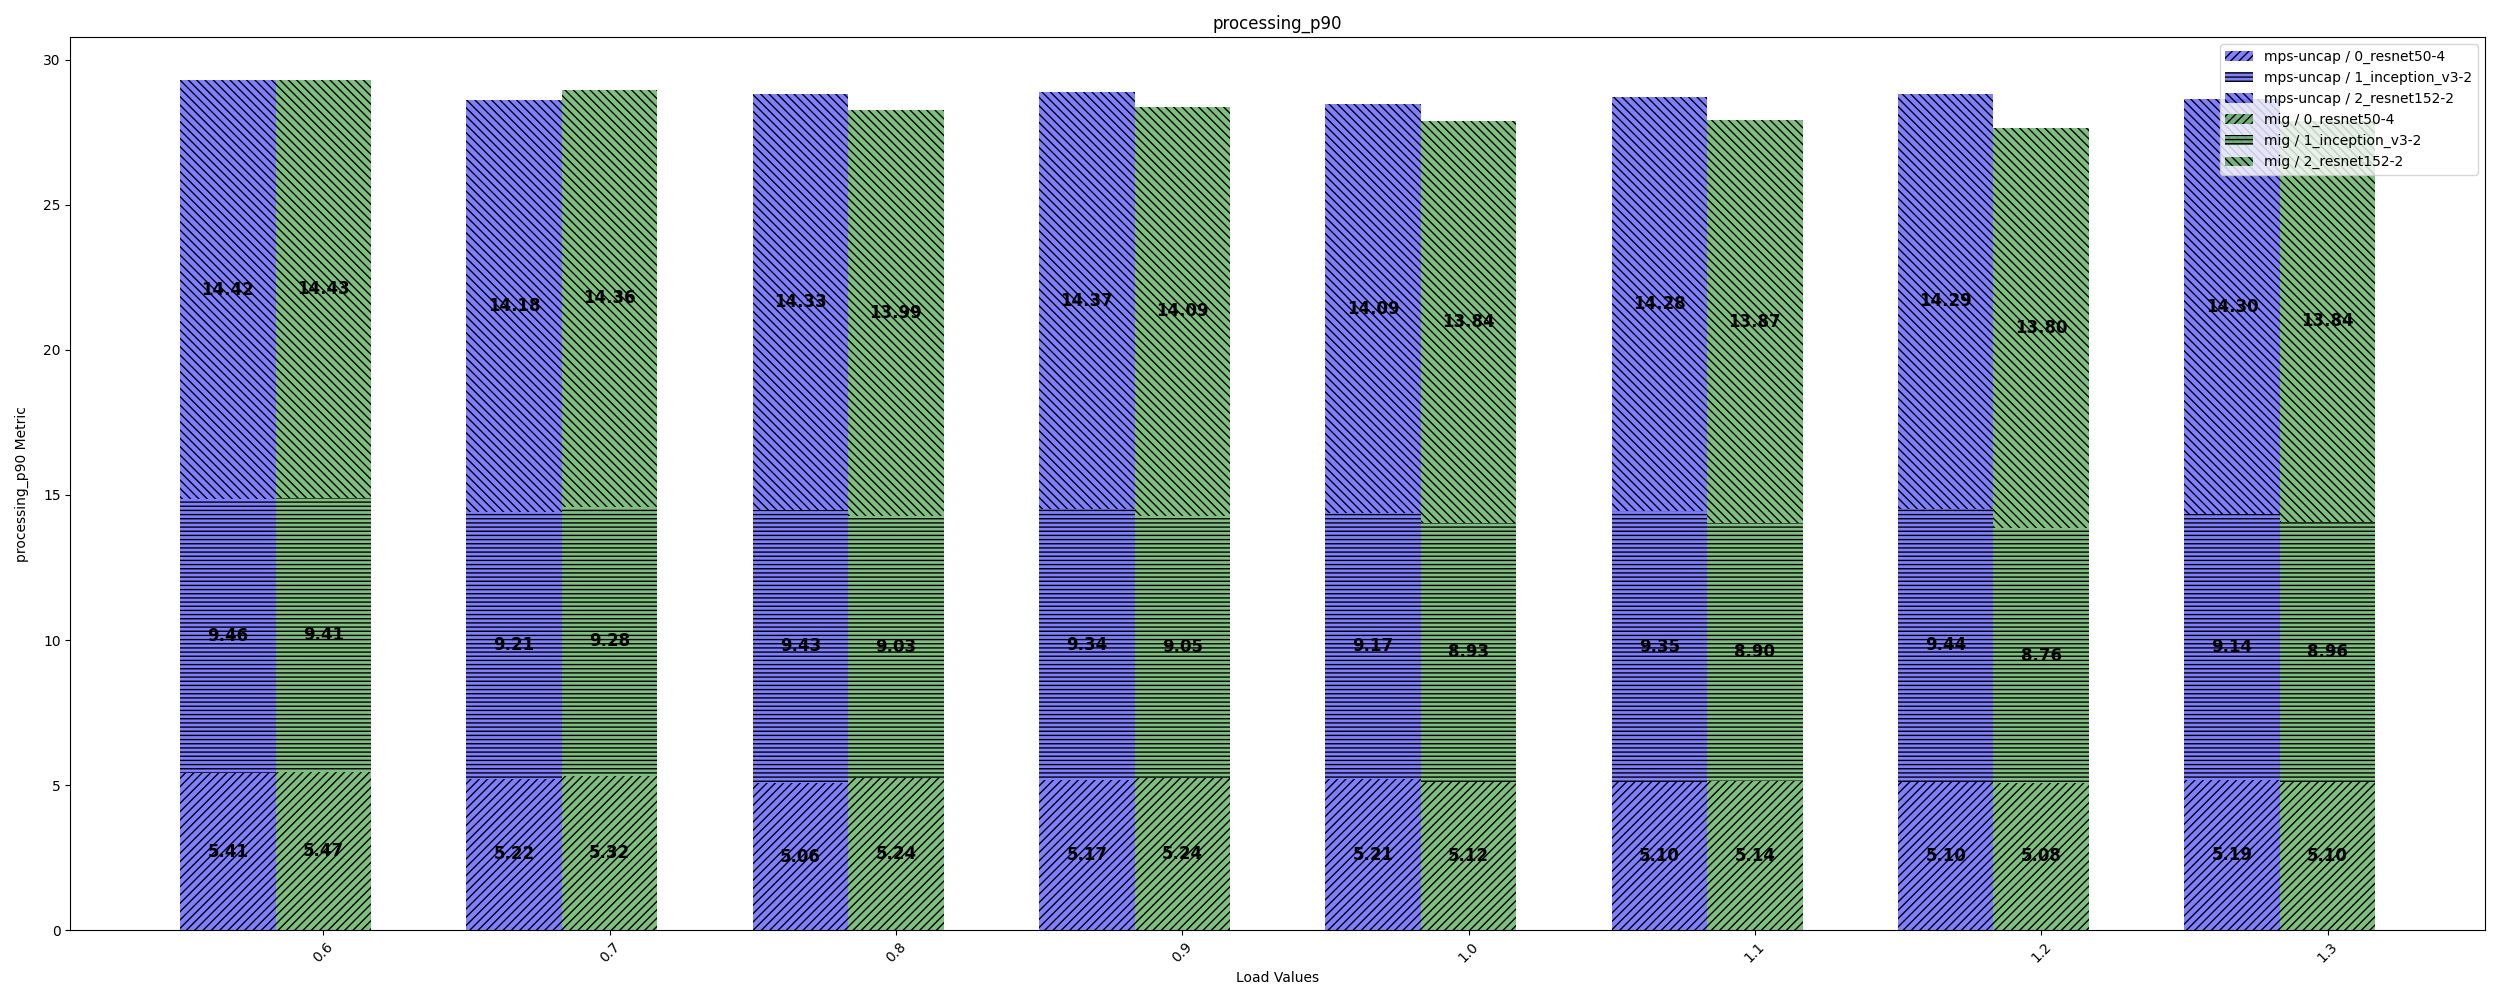 processing_p90
mps-uncap / 0_resnet50-4
mps-uncap / 1_inception_v3-2
mps-uncap / 2_resnet152-2
mig / 0_resnet50-4
mig / 1_inception_v3-2
mig / 2_resnet152-2
processing_p90 Metric
30
25
20
15
10
5
0
14.42 14.43 14.18 14.36 14.33 13.99 14.37 14.09 14.09 13.84 14.28 13.87 14.29 13.80 14.30 13.84
9.46 9.41 9.21 9.28 9.43 9.03 9.34 9.05 9.17 8.93 9.35 8.90 9.44 8.76 9.14 8.96
5.41 5.47 5.22 5.32 5.06 5.24 5.17 5.24 5.21 5.12 5.10 5.14 5.10 5.08 5.19 5.10
0.6 0.7 0.8 0.9 1.0 1.1 1.2 1.3
Load Values